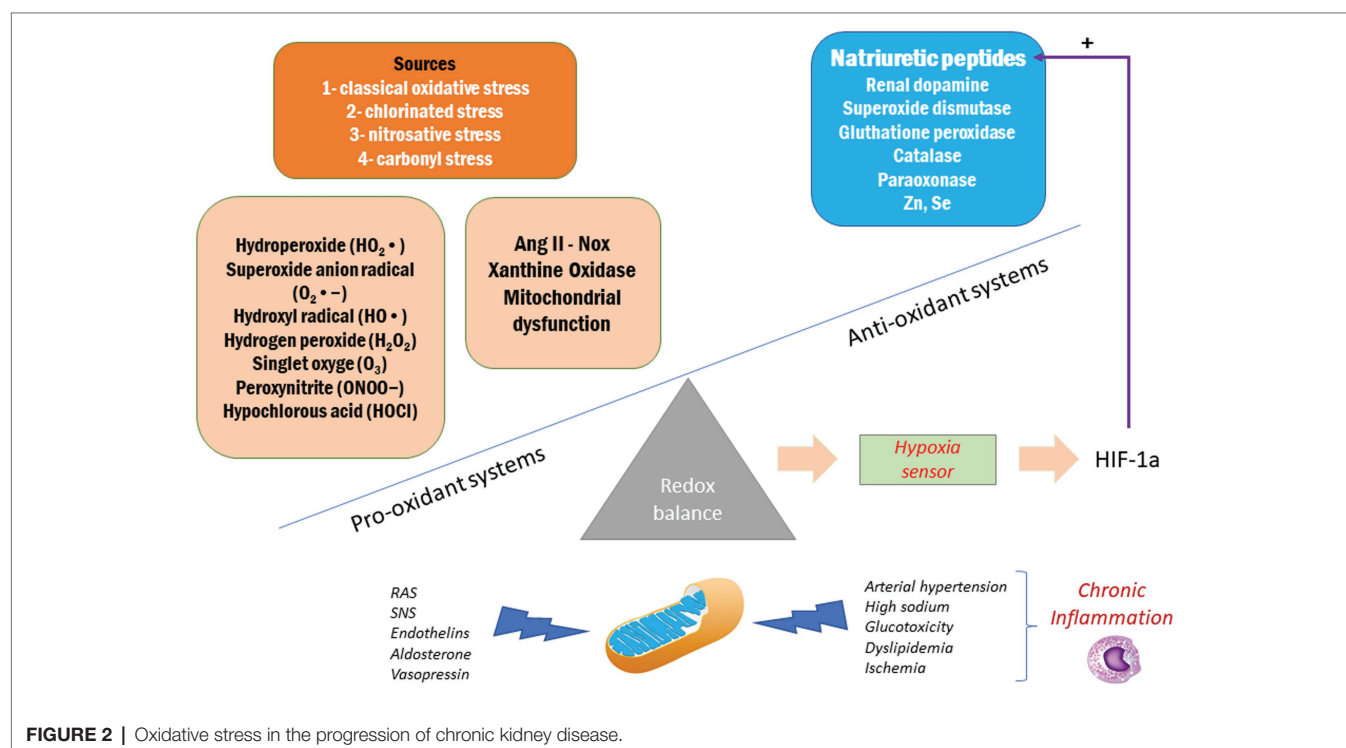 Sources
1- classical oxidative stress
2- chlorinated stress
3- nitrosative stress
4- carbonyl stress
Natriuretic peptides
Renal dopamine
Superoxide dismutase
Gluthatione peroxidase
Catalase
Paraoxonase
Zn, Se
+
Hydroperoxide (HO₂•)
Superoxide anion radical
(O₂•−)
Hydroxyl radical (HO•)
Hydrogen peroxide (H₂O₂)
Singlet oxyge (O₃)
Peroxynitrite (ONOO−)
Hypochlorous acid (HOCl)
Ang II - Nox
Xanthine Oxidase
Mitochondrial
dysfunction
Pro-oxidant systems
Anti-oxidant systems
Redox
balance
Hypoxia
sensor
HIF-1a
RAS
SNS
Endothelins
Aldosterone
Vasopressin
Arterial hypertension
High sodium
Glucotoxicity
Dyslipidemia
Ischemia
Chronic
Inflammation
FIGURE 2 | Oxidative stress in the progression of chronic kidney disease.